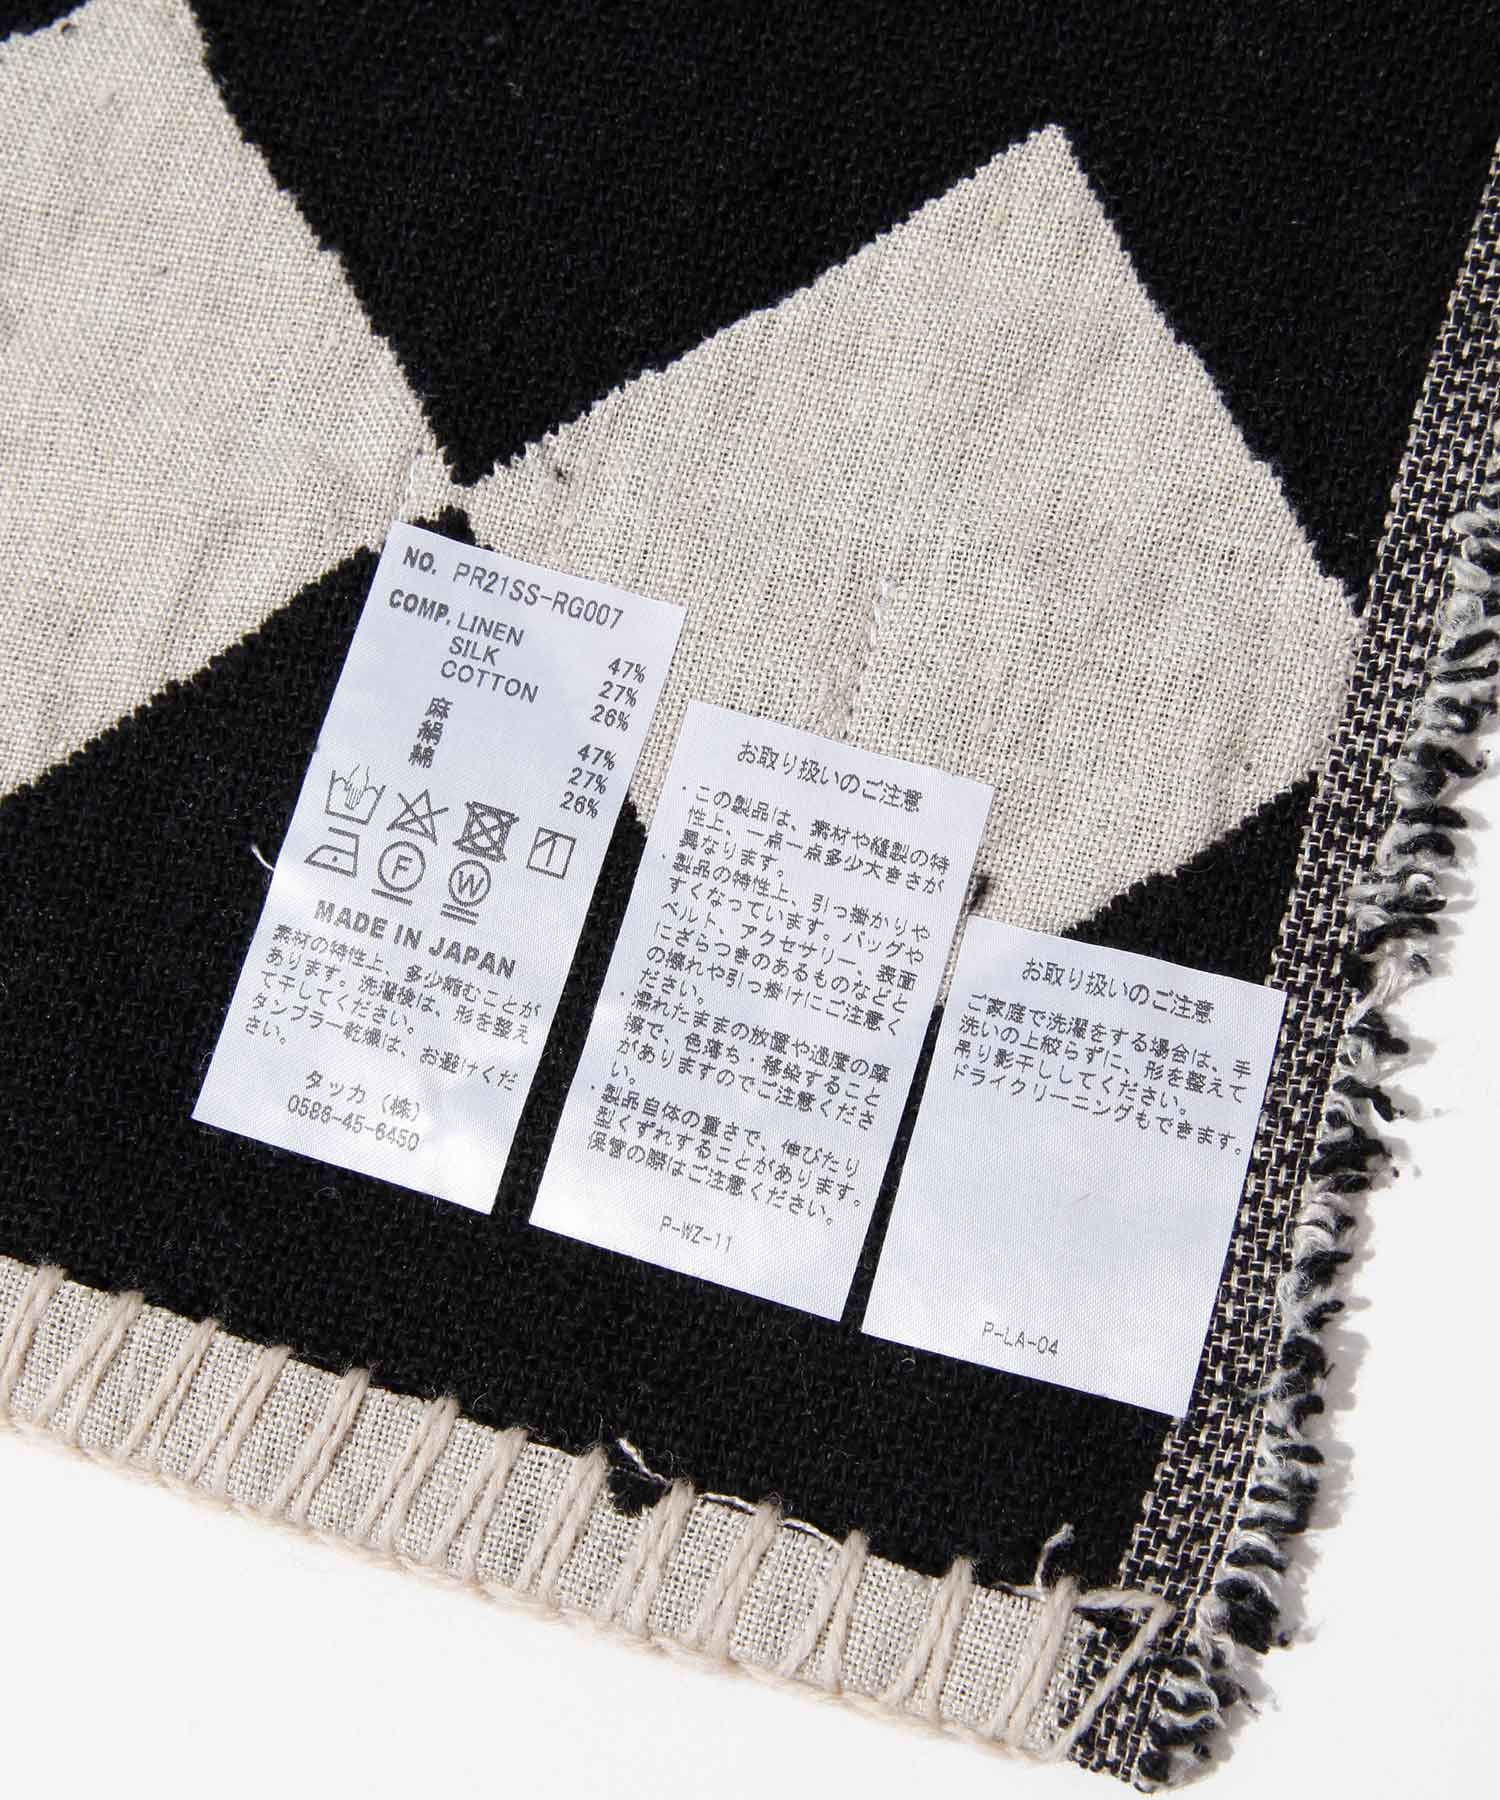 NO. PR21SS-RG007
COMP. LINEN 47%
SILK 27%
COTTON 26%
麻 47%
絹 27%
綿 26%
F
W
MADE IN JAPAN
素材の特性上、多少縮むことが
あります。洗濯後は、形を整え
て干してください。
タンブラー乾燥は、お避けくだ
さい。
タッカ(株)
0586-45-6450
お取り扱いのご注意
・この製品は、素材や縫製の特
性上、一点一点多少大きさが
異なります。
・製品の特性上、引っ掛かりや
すくなっています。バッグや
ベルト、アクセサリー、表面
にざらつきのあるものなどと
の擦れや引っ掛けにご注意く
ださい。
・濡れたままの放置や過度の摩
擦で、色落ち・移染すること
がありますのでご注意くださ
い。
・製品自体の重さで、伸びたり
型くずれすることがあります。
保管の際はご注意ください。
P-WZ-11
お取り扱いのご注意
ご家庭で洗濯をする場合は、手
洗いの上絞らずに、形を整えて
吊り影干ししてください。
ドライクリーニングもできます。
P-LA-04